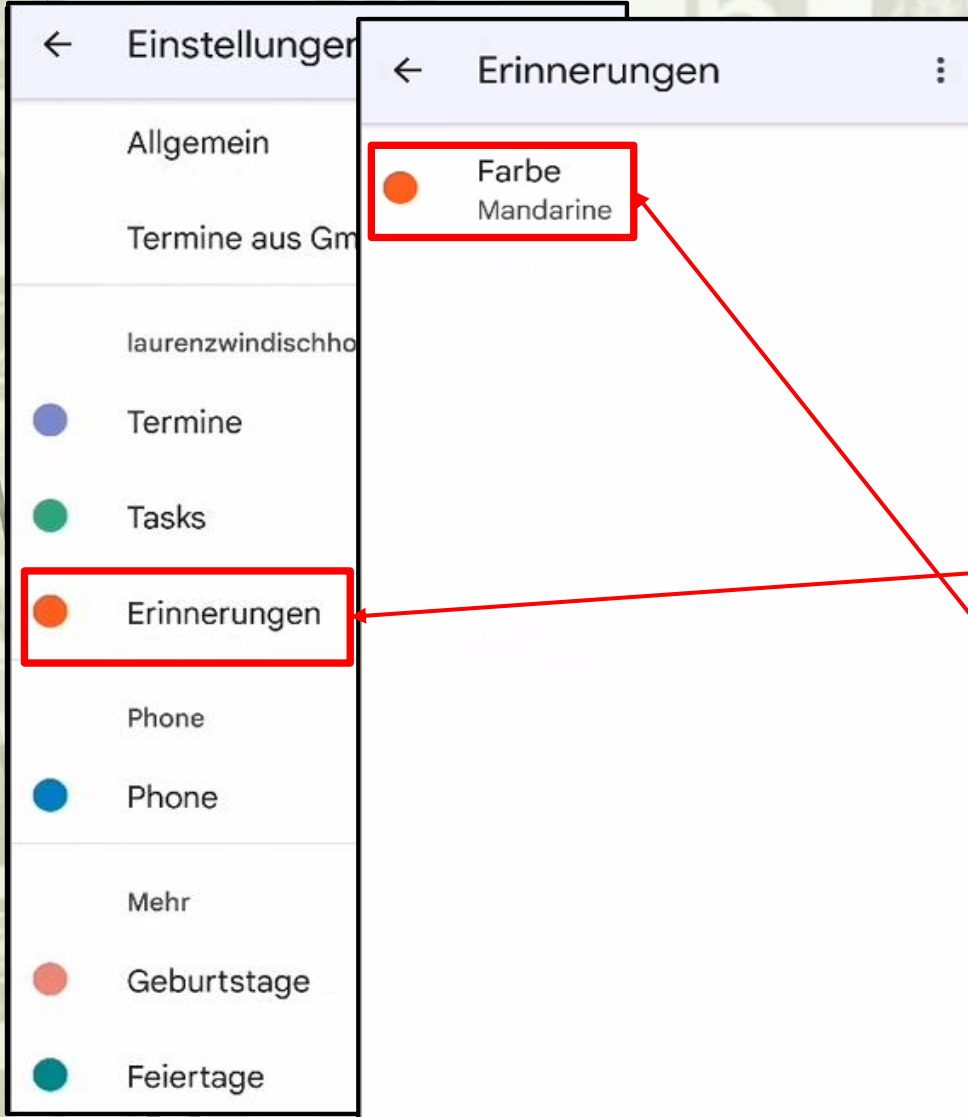 Einstellungen
Allgemein
Termine aus Gm
laurenzwindischho
Termine
Tasks
Erinnerungen
Phone
Phone
Mehr
Geburtstage
Feiertage
Erinnerungen
Farbe
Mandarine